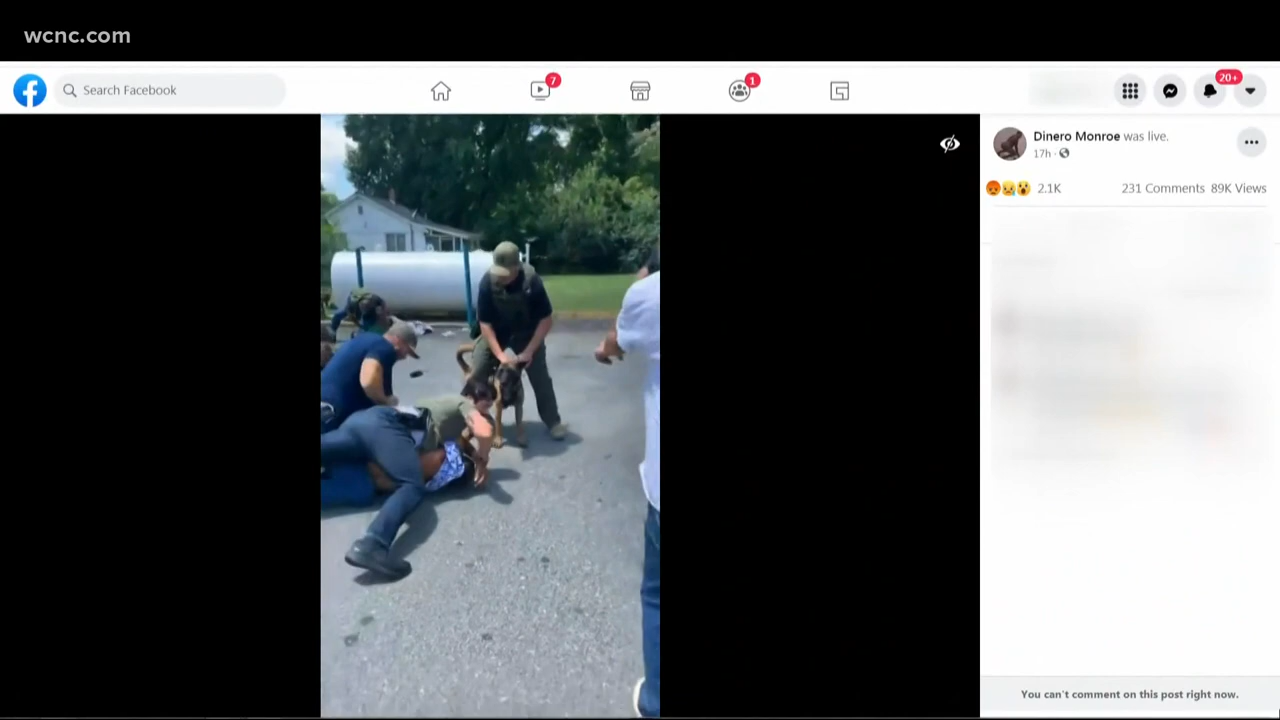 wcnc.com
Search Facebook
7
1
20+
Dinero Monroe was live.
17h ·
2.1K
231 Comments 89K Views
You can't comment on this post right now.